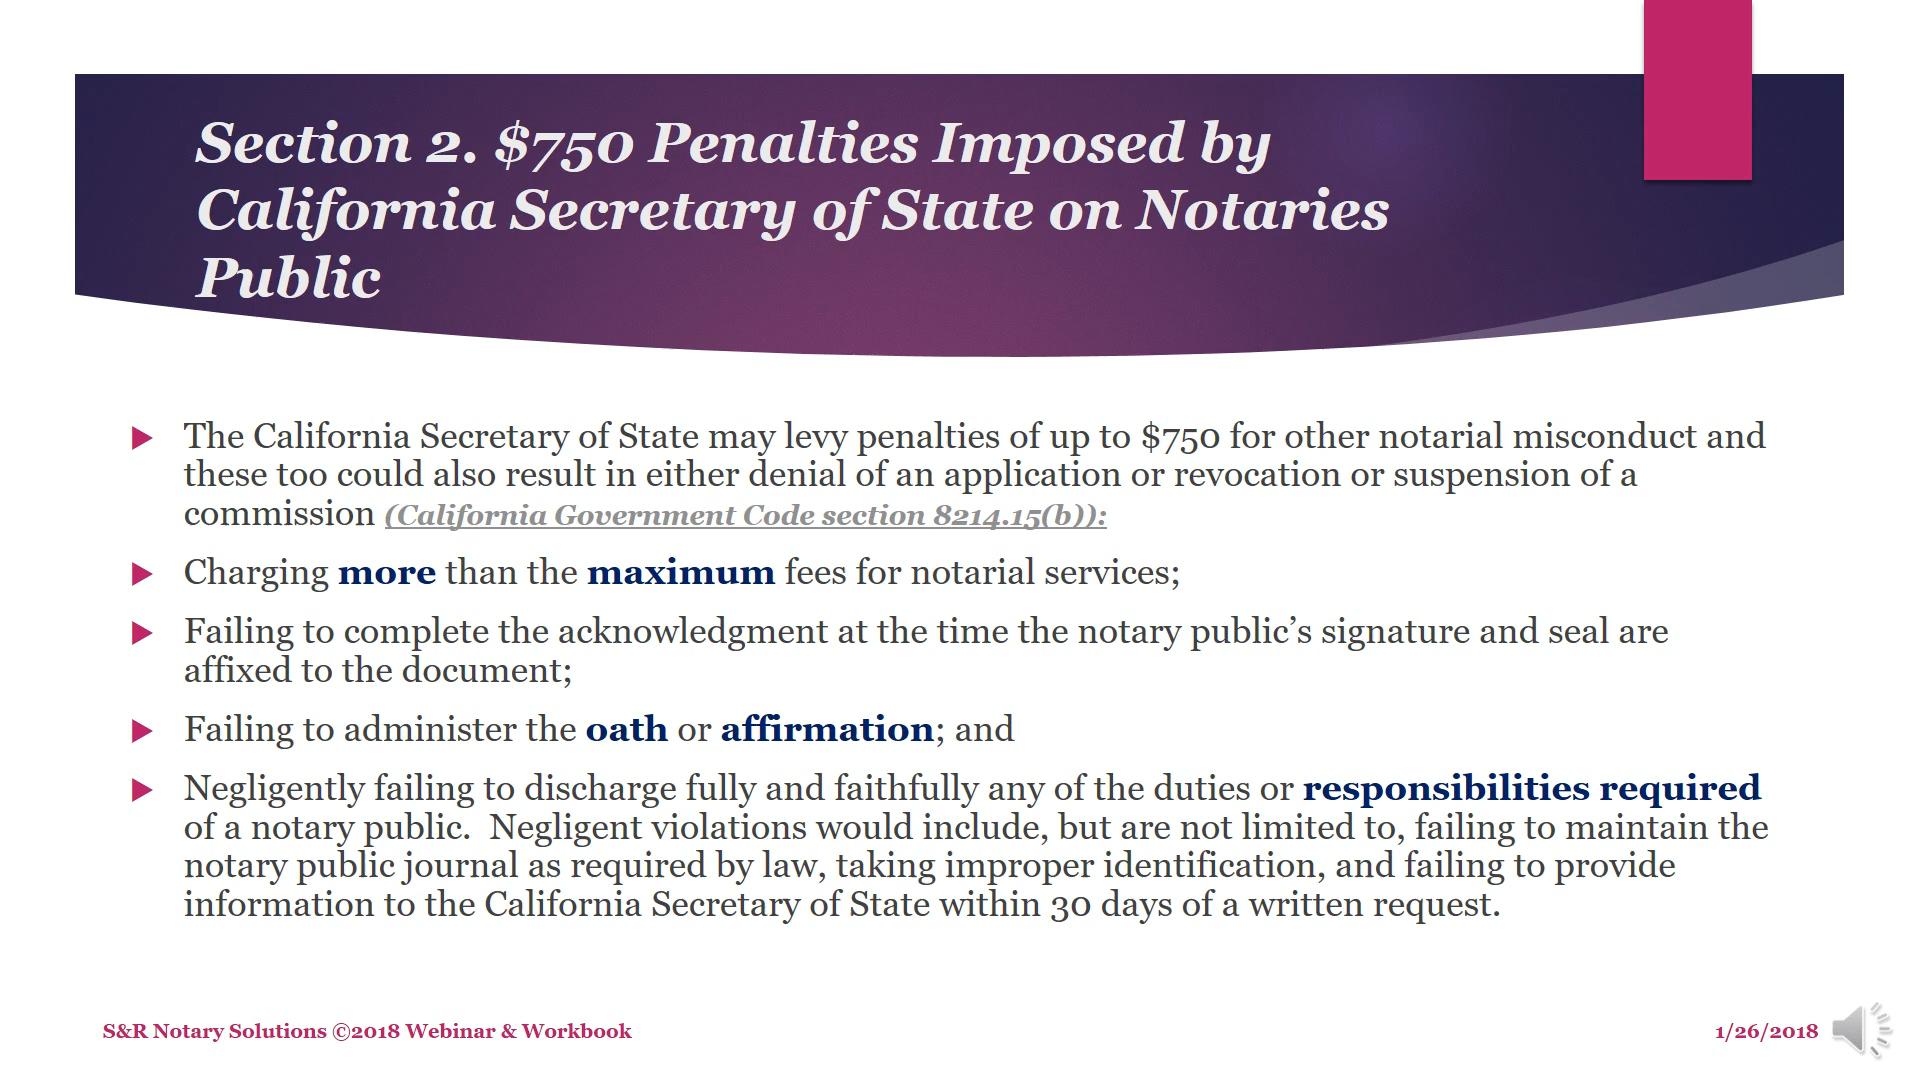 Section 2. $750 Penalties Imposed by
California Secretary of State on Notaries
Public
The California Secretary of State may levy penalties of up to $750 for other notarial misconduct and
these too could also result in either denial of an application or revocation or suspension of a
commission (California Government Code section 8214.15(b)):
Charging more than the maximum fees for notarial services;
Failing to complete the acknowledgment at the time the notary public’s signature and seal are
affixed to the document;
Failing to administer the oath or affirmation; and
Negligently failing to discharge fully and faithfully any of the duties or responsibilities required
of a notary public.  Negligent violations would include, but are not limited to, failing to maintain the
notary public journal as required by law, taking improper identification, and failing to provide
information to the California Secretary of State within 30 days of a written request.
S&R Notary Solutions ©2018 Webinar & Workbook
1/26/2018